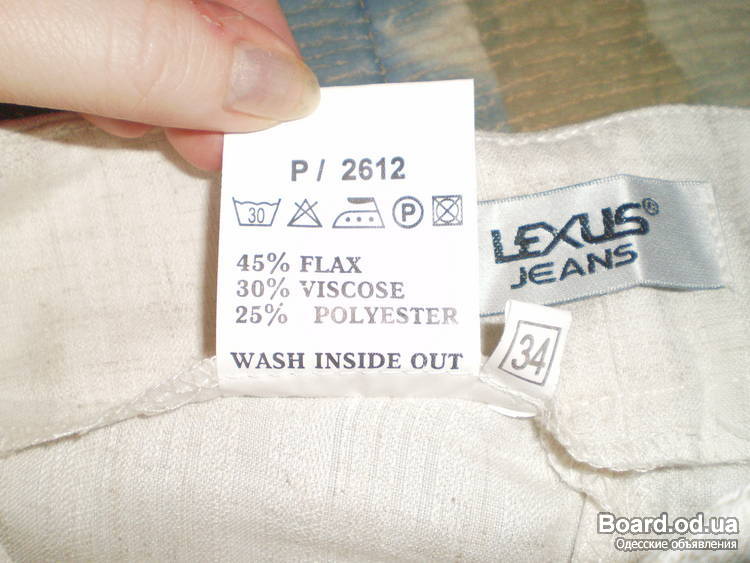 P/ 2612
30 P
45% FLAX
30% VISCOSE
25% POLYESTER
WASH INSIDE OUT
LEXUS®
JEANS
34
Board.od.ua
Одесские объявления